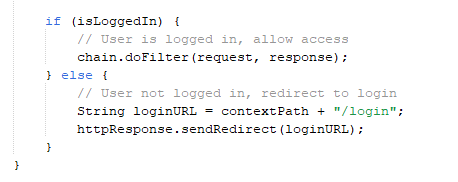 if (isLoggedIn) {
// User is logged in, allow access
chain.doFilter(request, response);
} else {
// User not logged in, redirect to login
String loginURL = contextPath + "/login";
httpResponse.sendRedirect(loginURL);
}
}